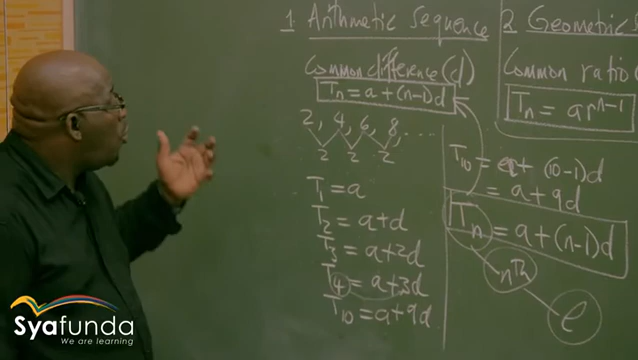 1 Arithmetic Sequence
Common difference (d)
Tn = a + (n-1)d
2, 4, 6, 8, ....
2 2 2
T1 = a
T2 = a+d
T3 = a+2d
T4 = a+3d
T10 = a+9d
2 Geometric S
Common ratio (
Tn = ar^n-1
T10 = a + (10-1)d
= a + 9d
Tn = a + (n-1)d
nth
Syafunda
We are learning